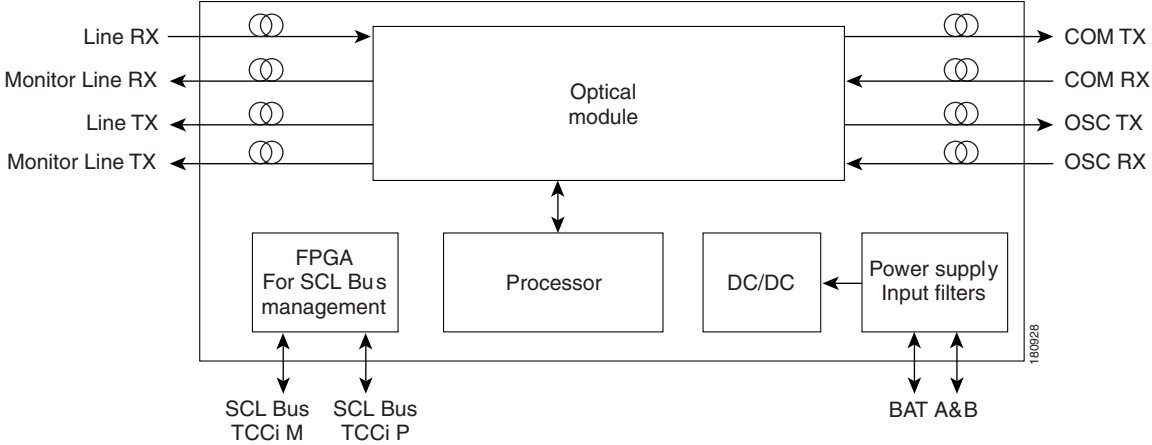 Line RX
Monitor Line RX
Line TX
Monitor Line TX
Optical
module
COM TX
COM RX
OSC TX
OSC RX
FPGA
For SCL Bus
management
Processor
DC/DC
Power supply
Input filters
180928
SCL Bus
TCCi M
SCL Bus
TCCi P
BAT A&B